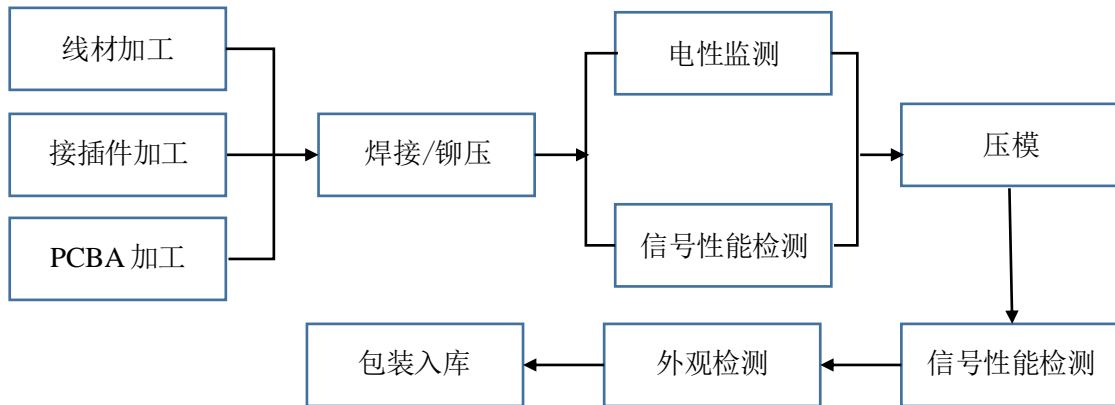 线材加工
接插件加工
PCBA 加工
焊接/铆压
电性监测
信号性能检测
压模
信号性能检测
外观检测
包装入库